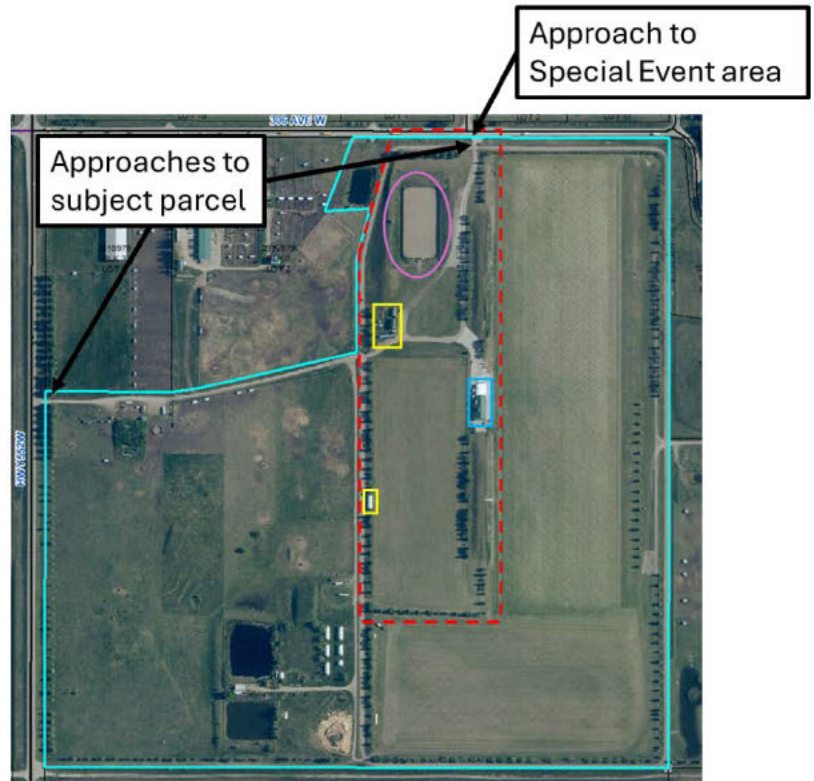 Approach to
Special Event area
306 AVE W
Approaches to
subject parcel